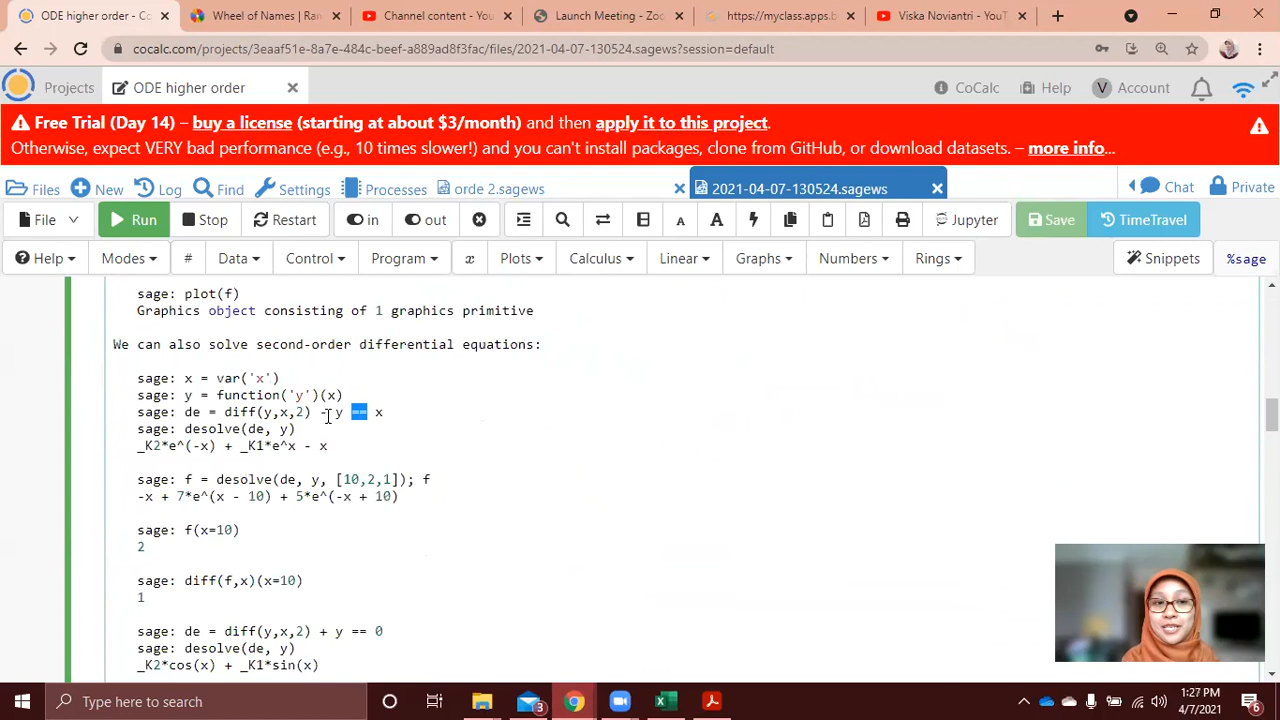 ODE higher order - Co
Wheel of Names | Ran
Channel content - You
Launch Meeting - Zoo
https://myclass.apps.b
Viska Noviantri - YouT
cocalc.com/projects/3eaaf51e-8a7e-484c-beef-a889ad8f3fac/files/2021-04-07-130524.sagews?session=default
Projects
ODE higher order
CoCalc
Help
Account
Free Trial (Day 14) – buy a license (starting at about $3/month) and then apply it to this project.
Otherwise, expect VERY bad performance (e.g., 10 times slower!) and you can't install packages, clone from GitHub, or download datasets. – more info...
Files
New
Log
Find
Settings
Processes
orde 2.sagews
2021-04-07-130524.sagews
Chat
Private
File
Run
Stop
Restart
in
out
A
A
Jupyter
Save
TimeTravel
Help
Modes
#
Data
Control
Program
x
Plots
Calculus
Linear
Graphs
Numbers
Rings
Snippets
%sage
sage: plot(f)
Graphics object consisting of 1 graphics primitive
We can also solve second-order differential equations:
sage: x = var('x')
sage: y = function('y')(x)
sage: de = diff(y,x,2) - y == x
sage: desolve(de, y)
_K2*e^(-x) + _K1*e^x - x
sage: f = desolve(de, y, [10,2,1]); f
-x + 7*e^(x - 10) + 5*e^(-x + 10)
sage: f(x=10)
2
sage: diff(f,x)(x=10)
1
sage: de = diff(y,x,2) + y == 0
sage: desolve(de, y)
_K2*cos(x) + _K1*sin(x)
Type here to search
3
1:27 PM
4/7/2021
6